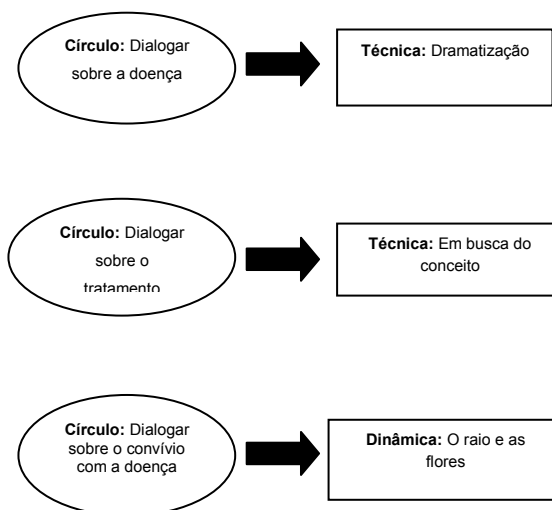 Círculo: Dialogar
sobre a doença
Técnica: Dramatização
Círculo: Dialogar
sobre o
tratamento
Técnica: Em busca do
conceito
Círculo: Dialogar
sobre o convívio
com a doença
Dinâmica: O raio e as
flores